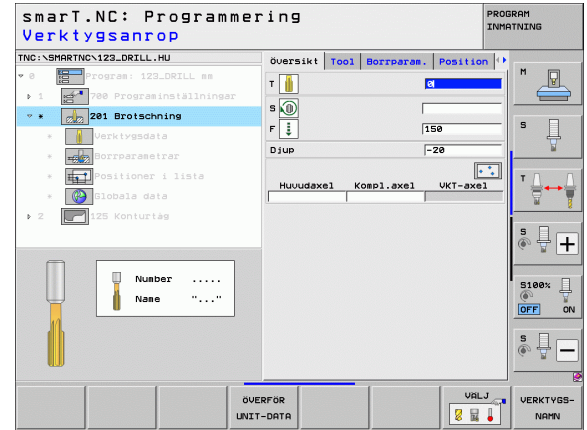 smarT.NC: Programmering
Verktygsanrop
PROGRAM
INMATNING
TNC:\SMARTNC\123_DRILL.HU
0 Program: 123_DRILL mm
1 700 Programinställningar
* 201 Brotschning
* Verktygsdata
* Borrparametrar
* Positioner i lista
* Globala data
2 125 Konturtåg
Översikt Tool Borrparam. Position
T 0
S
F 150
Djup -20
Huvudaxel Kompl.axel VKT-axel
Number .....
Name "..."
M
S
T
S
+
S100%
OFF ON
S
−
ÖVERFÖR
UNIT-DATA
VALJ
VERKTYGS-
NAMN